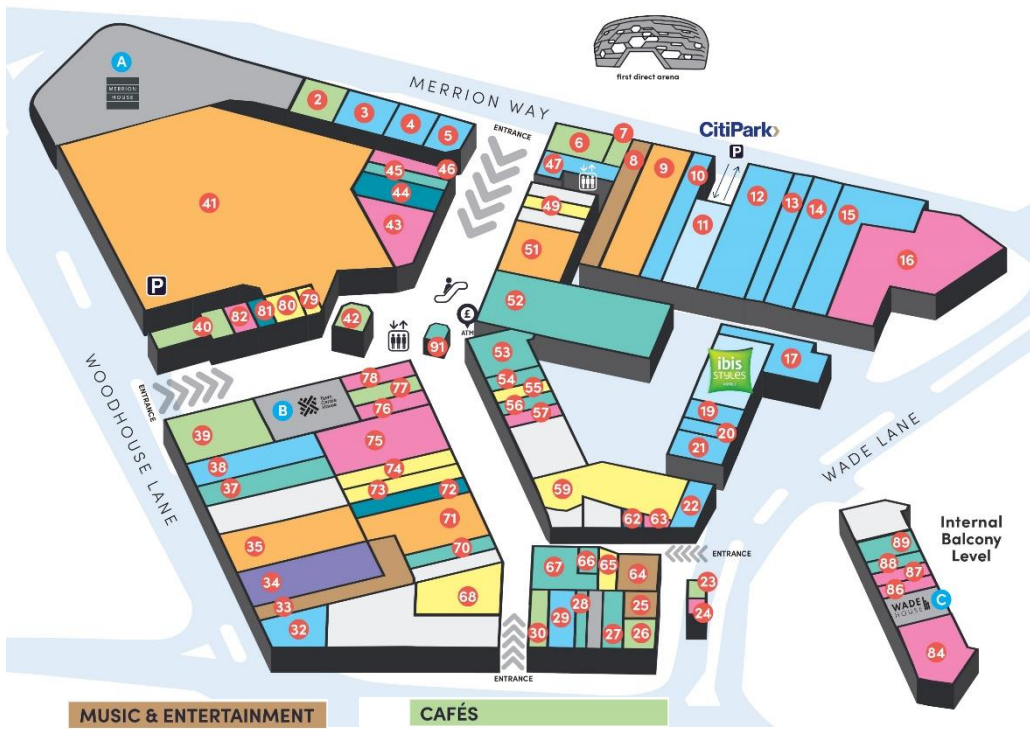 first direct arena
A
MERRION
HOUSE
MERRION WAY
ENTRANCE
CitiPark
P
2
3
4
5
6
7
8
9
10
11
12
13
14
15
16
47
46
45
44
43
41
49
51
52
P
40
82
81
80
79
42
£
ATM
91
53
54
55
56
57
ibis
STYLES
HOTELS
17
19
20
21
WADE LANE
WOODHOUSE LANE
ENTRANCE
39
B
Town
Centre
House
78
77
76
75
38
37
74
73
72
71
70
35
34
33
32
68
59
62
63
22
ENTRANCE
67
66
65
64
28
29
30
27
25
26
23
24
ENTRANCE
Internal
Balcony
Level
89
88
87
86
WADE
HOUSE
C
84
MUSIC & ENTERTAINMENT
CAFÉS